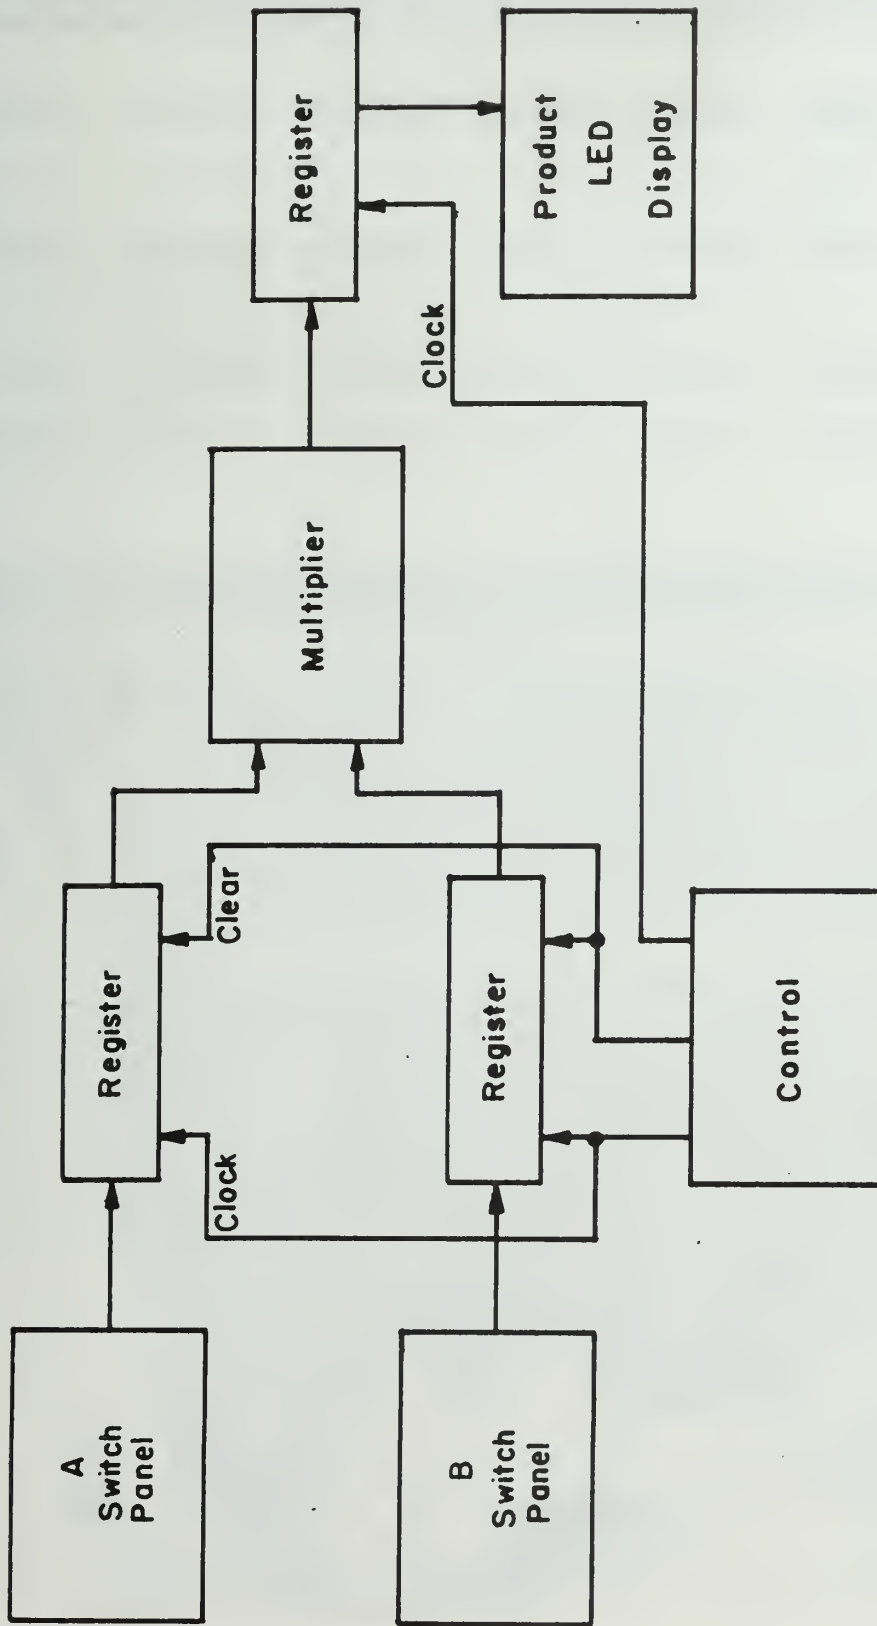 A
Switch
Panel
Register
Clock
Clear
B
Switch
Panel
Register
Control
Multiplier
Register
Clock
Product
LED
Display